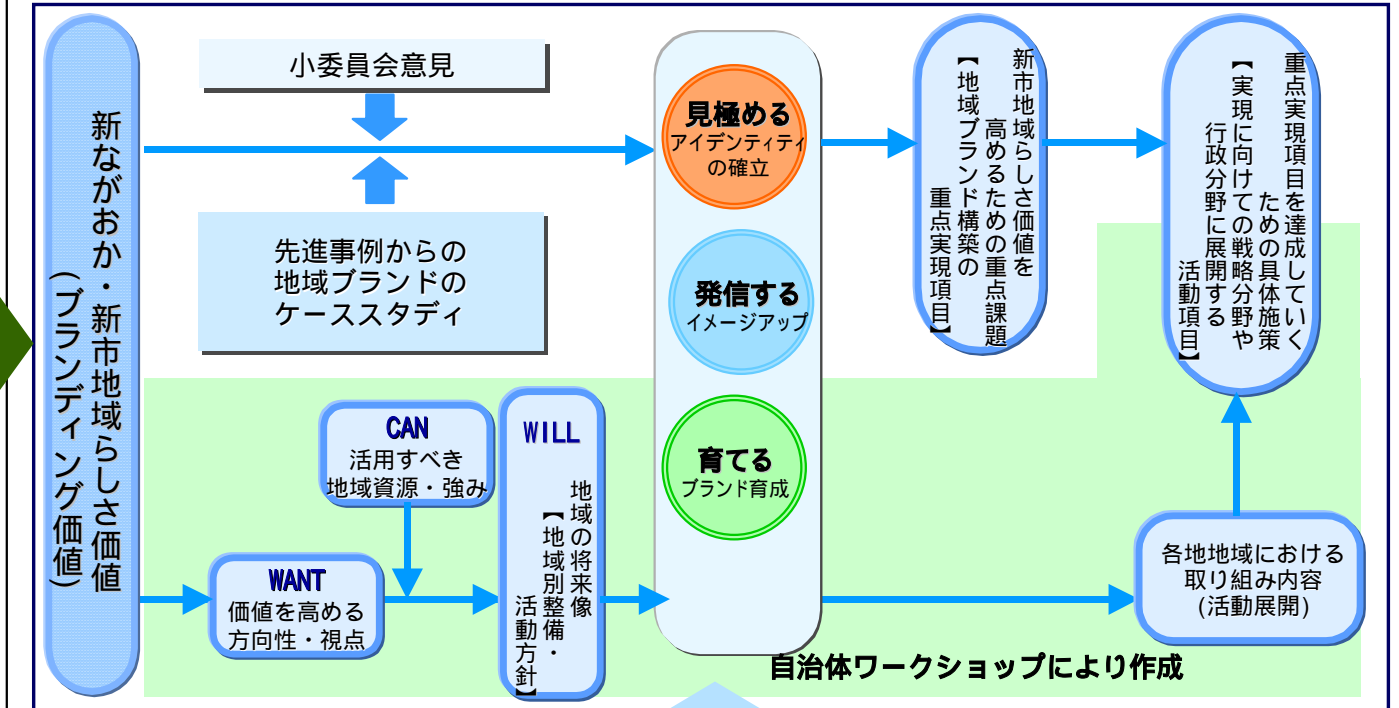 新ながおか・新市地域らしさ価値
(ブランディング価値)
小委員会意見
先進事例からの
地域ブランドの
ケーススタディ
見極める
アイデンティティ
の確立
発信する
イメージアップ
育てる
ブランド育成
新市地域らしさ価値を
高めるための重点課題
【地域ブランド構築の
重点実現項目】
重点実現項目を達成していく
ための具体施策
【実現に向けての戦略分野や
行政分野に展開する
活動項目】
CAN
活用すべき
地域資源・強み
WANT
価値を高める
方向性・視点
WILL
地域の将来像
【地域別整備・
活動方針】
各地地域における
取り組み内容
(活動展開)
自治体ワークショップにより作成